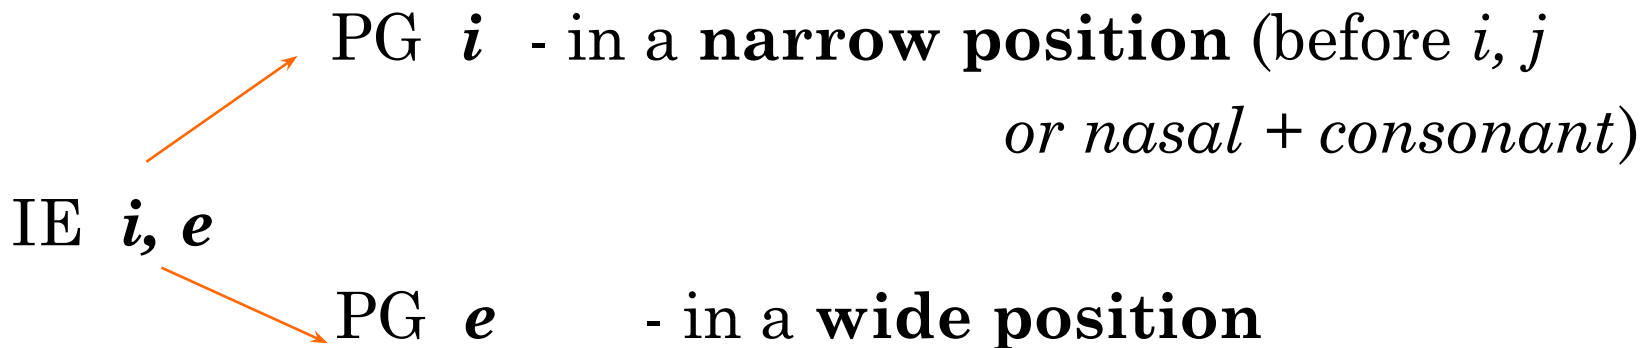 PG i - in a narrow position (before i, j
or nasal + consonant)
IE i, e
PG e - in a wide position